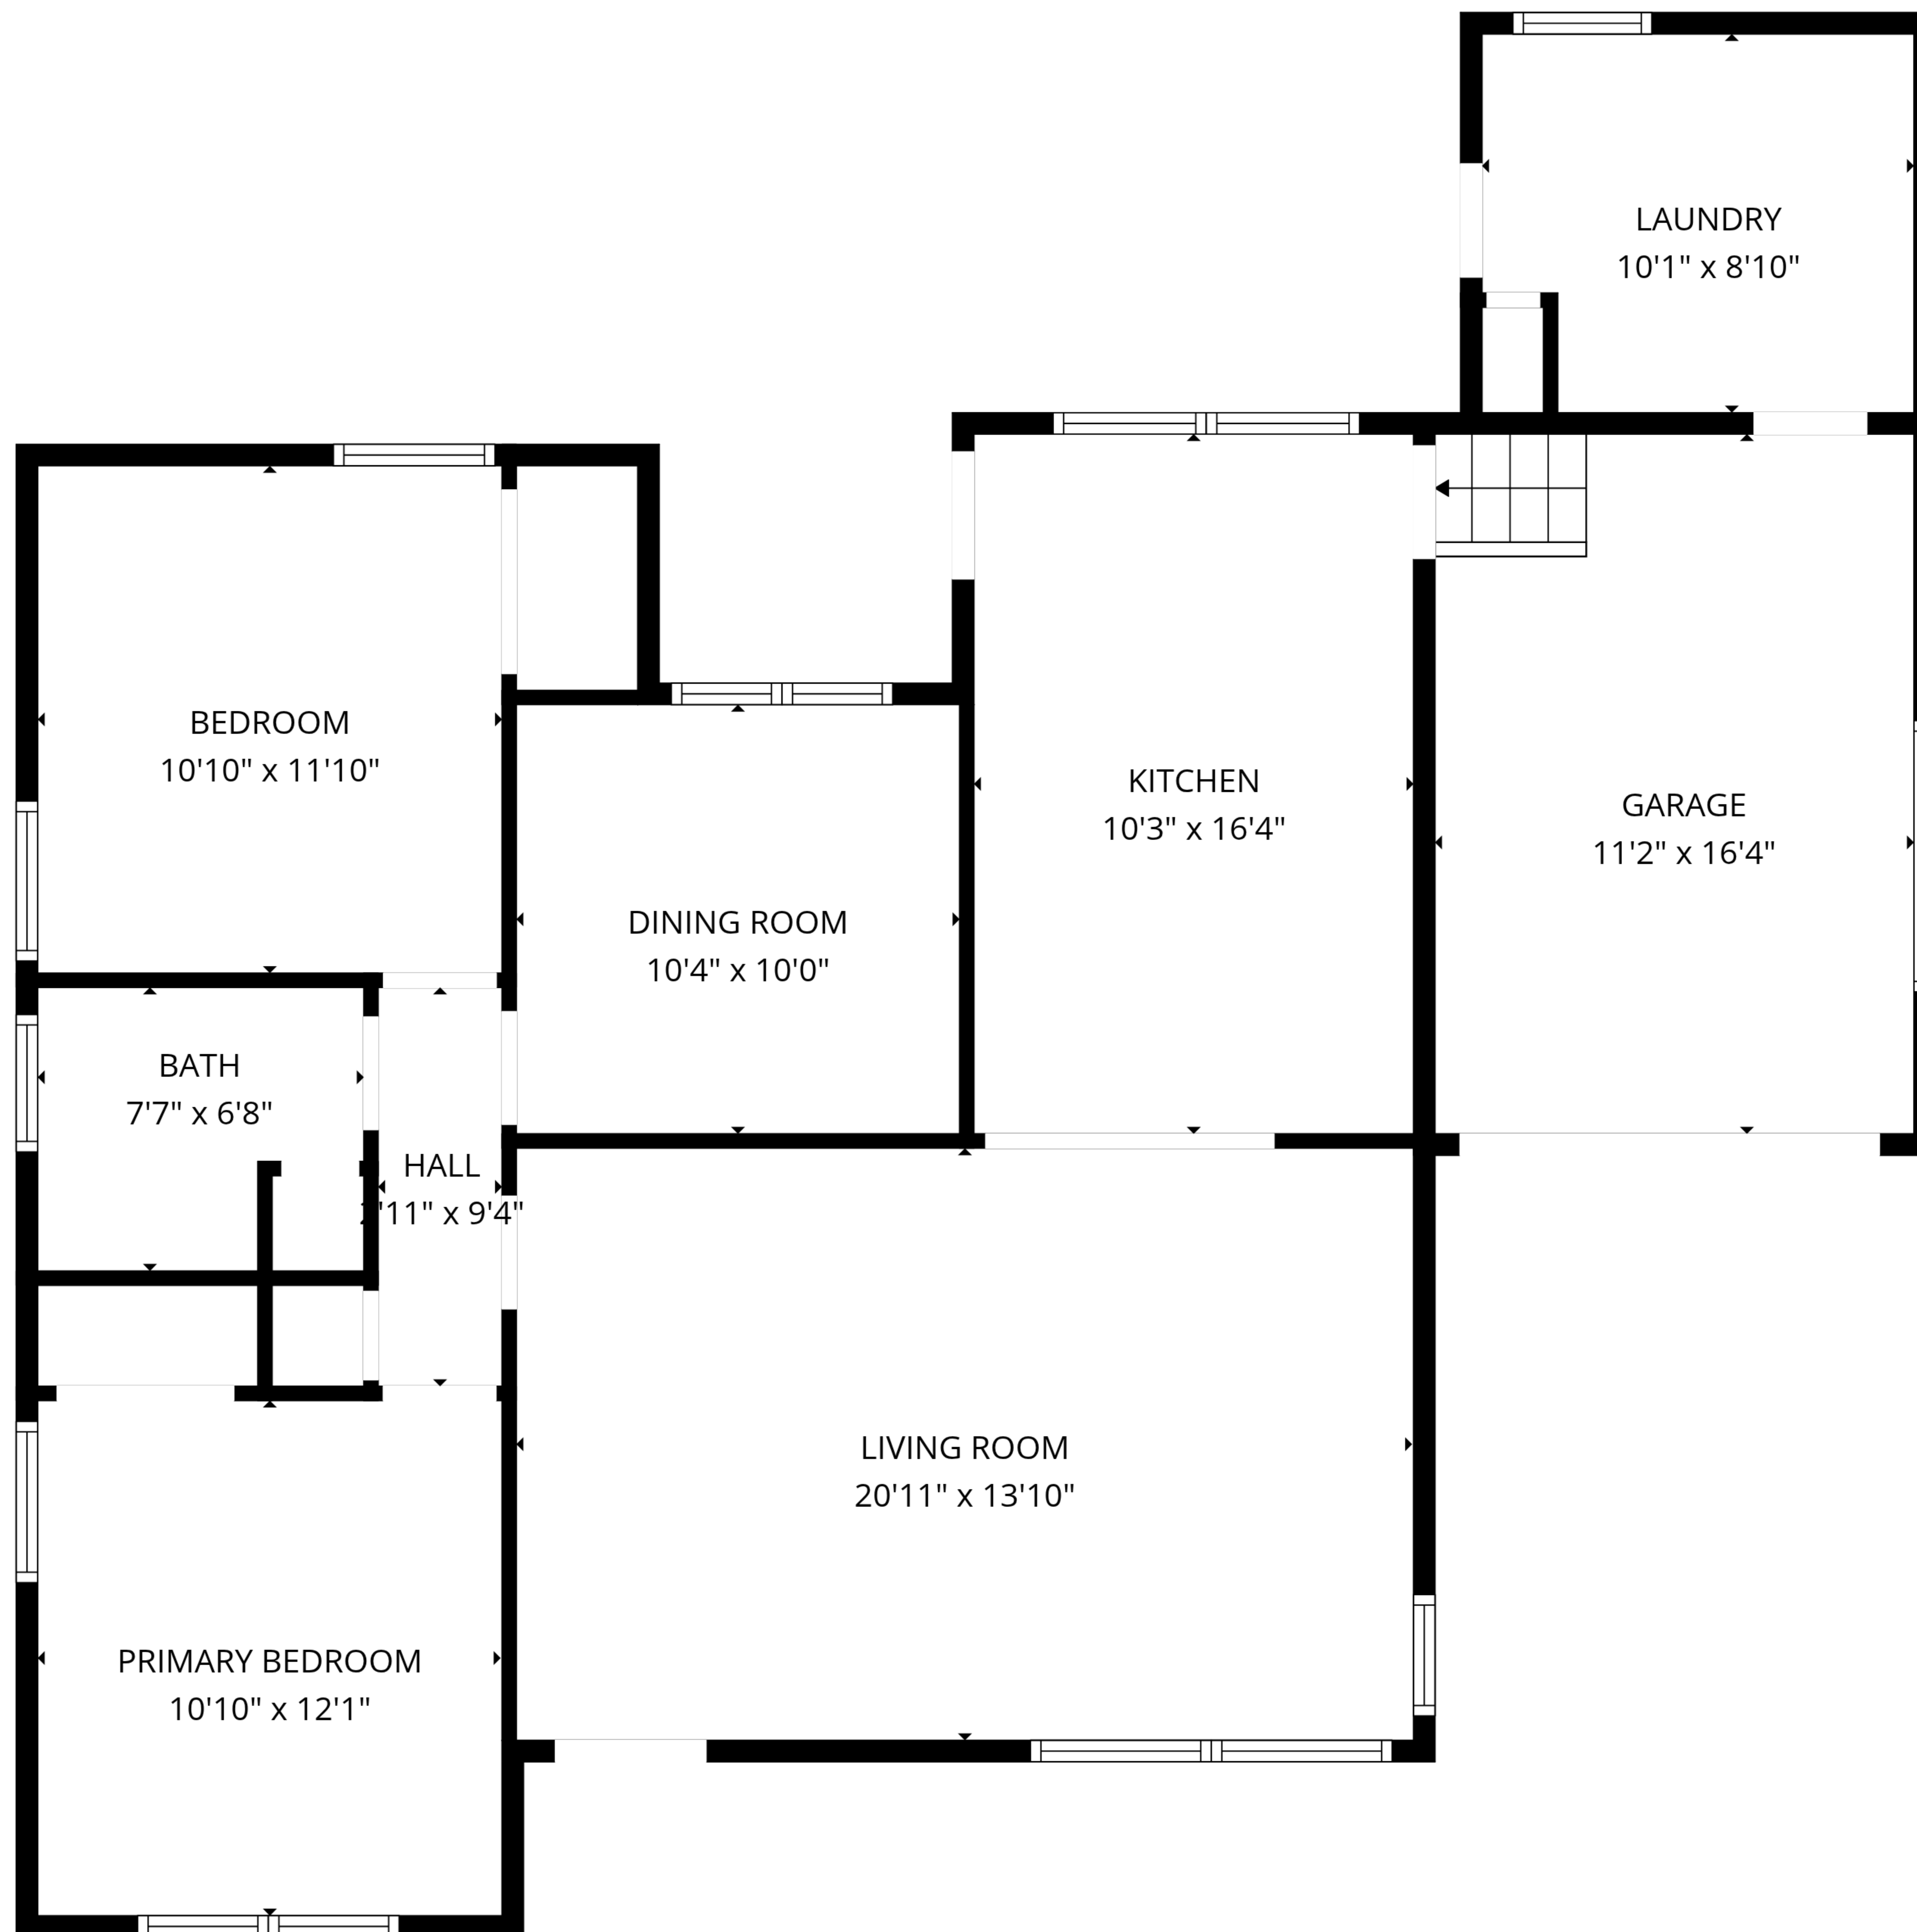 LAUNDRY
10'1" x 8'10"
BEDROOM
10'10" x 11'10"
KITCHEN
10'3" x 16'4"
GARAGE
11'2" x 16'4"
DINING ROOM
10'4" x 10'0"
BATH
7'7" x 6'8"
HALL
2'11" x 9'4"
LIVING ROOM
20'11" x 13'10"
PRIMARY BEDROOM
10'10" x 12'1"